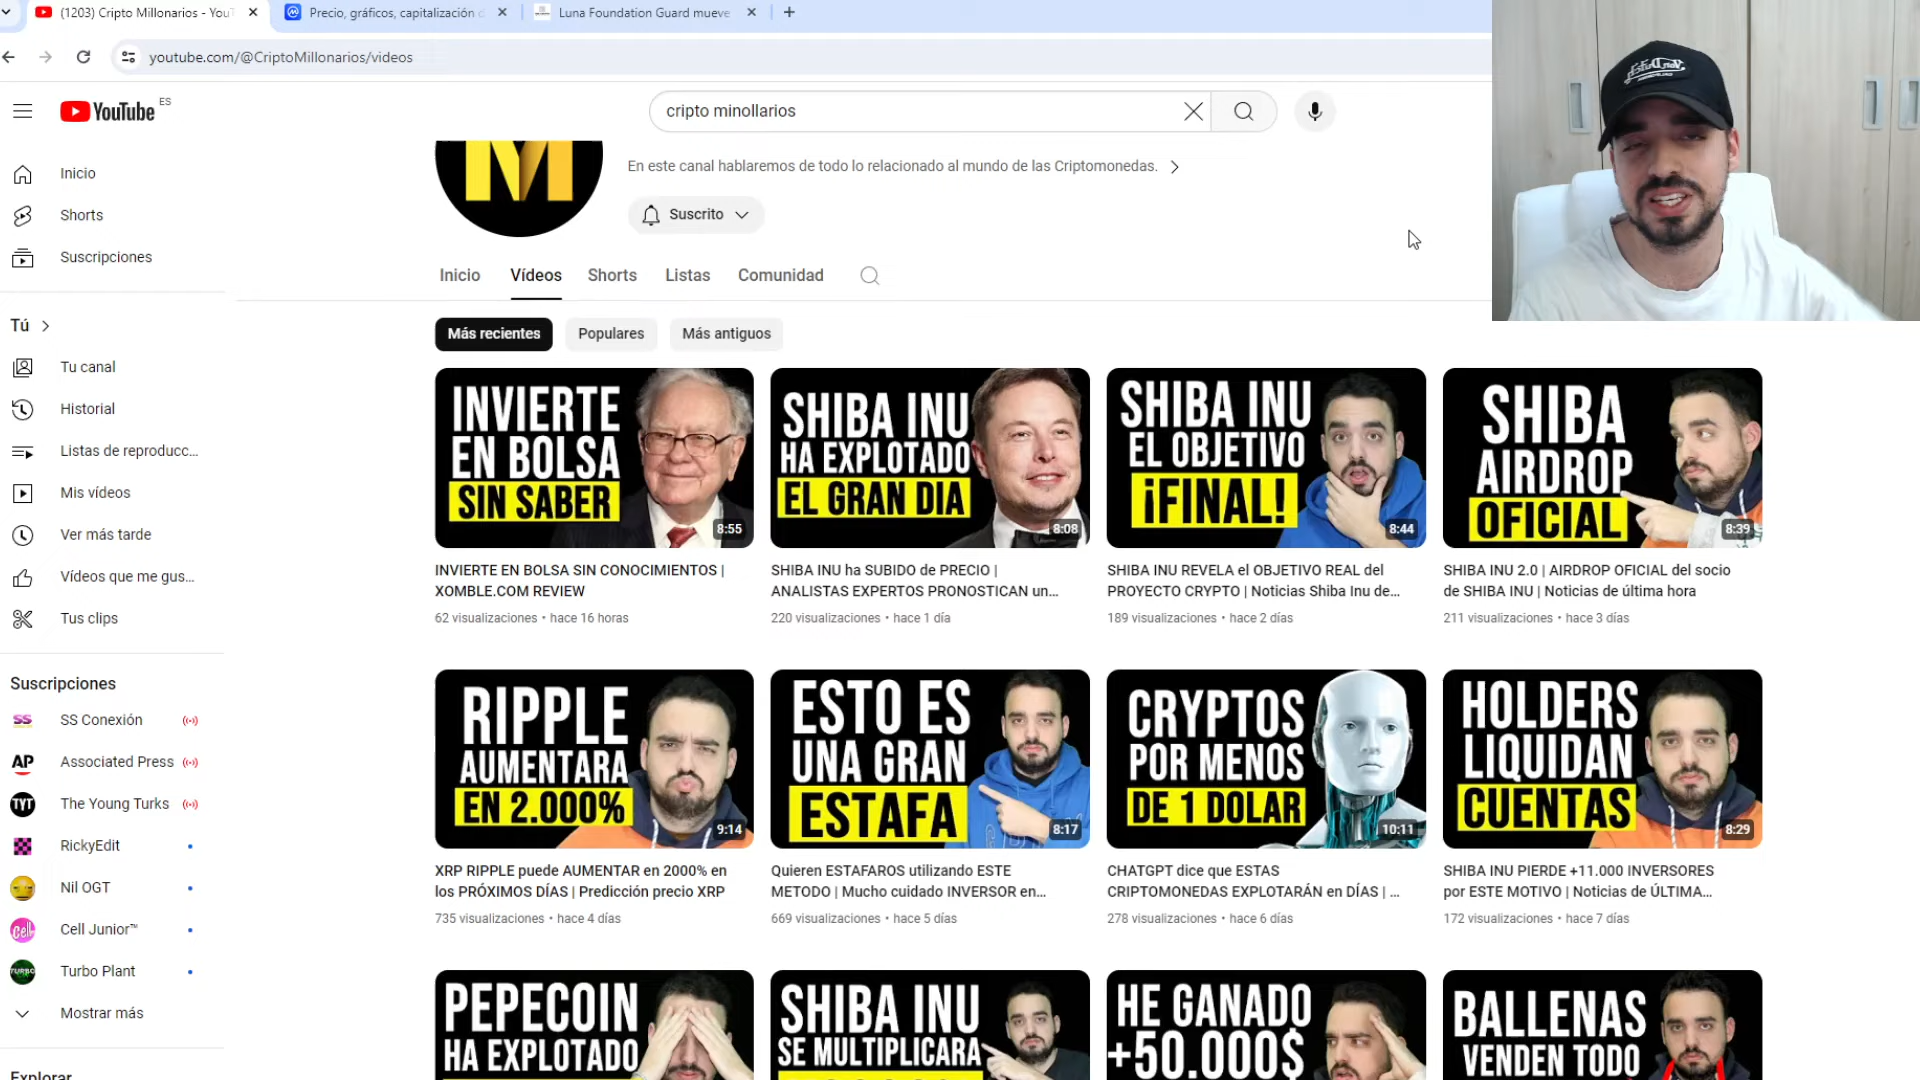 (1203) Cripto Millonarios - YouT
Precio, gráficos, capitalización d
Luna Foundation Guard mueve
youtube.com/@CriptoMillonarios/videos
YouTube
ES
cripto minollarios
Inicio
Shorts
Suscripciones
Tú
Tu canal
Historial
Listas de reproducc...
Mis vídeos
Ver más tarde
Vídeos que me gus...
Tus clips
Suscripciones
SS Conexión
Associated Press
The Young Turks
RickyEdit
Nil OGT
Cell Junior™
Turbo Plant
Mostrar más
Explorar
SS
AP
TYT
Cell
TURBO
M
En este canal hablaremos de todo lo relacionado al mundo de las Criptomonedas.
Suscrito
Inicio
Vídeos
Shorts
Listas
Comunidad
Más recientes
Populares
Más antiguos
INVIERTE
EN BOLSA
SIN SABER
8:55
INVIERTE EN BOLSA SIN CONOCIMIENTOS |
XOMBLE.COM REVIEW
62 visualizaciones • hace 16 horas
SHIBA INU
HA EXPLOTADO
EL GRAN DIA
8:08
SHIBA INU ha SUBIDO de PRECIO |
ANALISTAS EXPERTOS PRONOSTICAN un...
220 visualizaciones • hace 1 día
SHIBA INU
EL OBJETIVO
¡FINAL!
8:44
SHIBA INU REVELA el OBJETIVO REAL del
PROYECTO CRYPTO | Noticias Shiba Inu de...
189 visualizaciones • hace 2 días
SHIBA
AIRDROP
OFICIAL
8:39
SHIBA INU 2.0 | AIRDROP OFICIAL del socio
de SHIBA INU | Noticias de última hora
211 visualizaciones • hace 3 días
RIPPLE
AUMENTARA
EN 2.000%
9:14
XRP RIPPLE puede AUMENTAR en 2000% en
los PRÓXIMOS DÍAS | Predicción precio XRP
735 visualizaciones • hace 4 días
ESTO ES
UNA GRAN
ESTAFA
8:17
Quieren ESTAFAROS utilizando ESTE
METODO | Mucho cuidado INVERSOR en...
669 visualizaciones • hace 5 días
CRYPTOS
POR MENOS
DE 1 DOLAR
10:11
CHATGPT dice que ESTAS
CRIPTOMONEDAS EXPLOTARÁN en DÍAS | ...
278 visualizaciones • hace 6 días
HOLDERS
LIQUIDAN
CUENTAS
8:29
SHIBA INU PIERDE +11.000 INVERSORES
por ESTE MOTIVO | Noticias de ÚLTIMA...
172 visualizaciones • hace 7 días
PEPECOIN
HA EXPLOTADO
SHIBA INU
SE MULTIPLICARA
HE GANADO
+50.000$
BALLENAS
VENDEN TODO